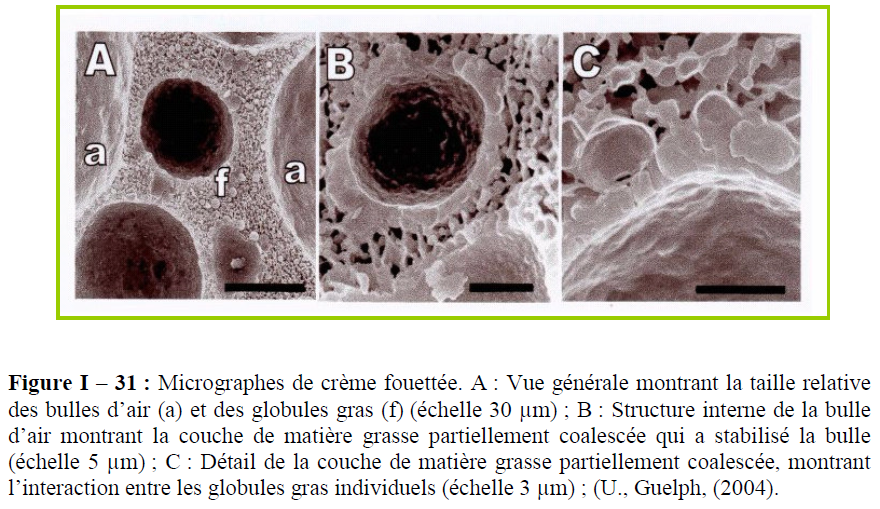 A
B
C
a
a
f
Figure I – 31 : Micrographes de crème fouettée. A : Vue générale montrant la taille relative
des bulles d’air (a) et des globules gras (f) (échelle 30 µm) ; B : Structure interne de la bulle
d’air montrant la couche de matière grasse partiellement coalescée qui a stabilisé la bulle
(échelle 5 µm) ; C : Détail de la couche de matière grasse partiellement coalescée, montrant
l’interaction entre les globules gras individuels (échelle 3 µm) ; (U., Guelph, (2004).